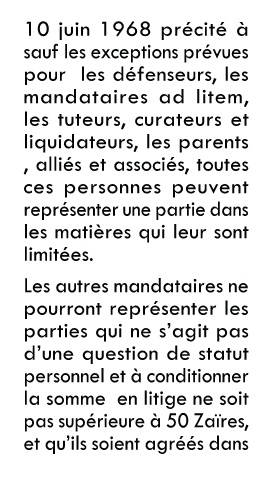 10 juin 1968 précité à
sauf les exceptions prévues
pour les défenseurs, les
mandataires ad litem,
les tuteurs, curateurs et
liquidateurs, les parents
, alliés et associés, toutes
ces personnes peuvent
représenter une partie dans
les matières qui leur sont
limitées.
Les autres mandataires ne
pourront représenter les
parties qui ne s’agit pas
d’une question de statut
personnel et à conditionner
la somme en litige ne soit
pas supérieure à 50 Zaïres,
et qu’ils soient agréés dans